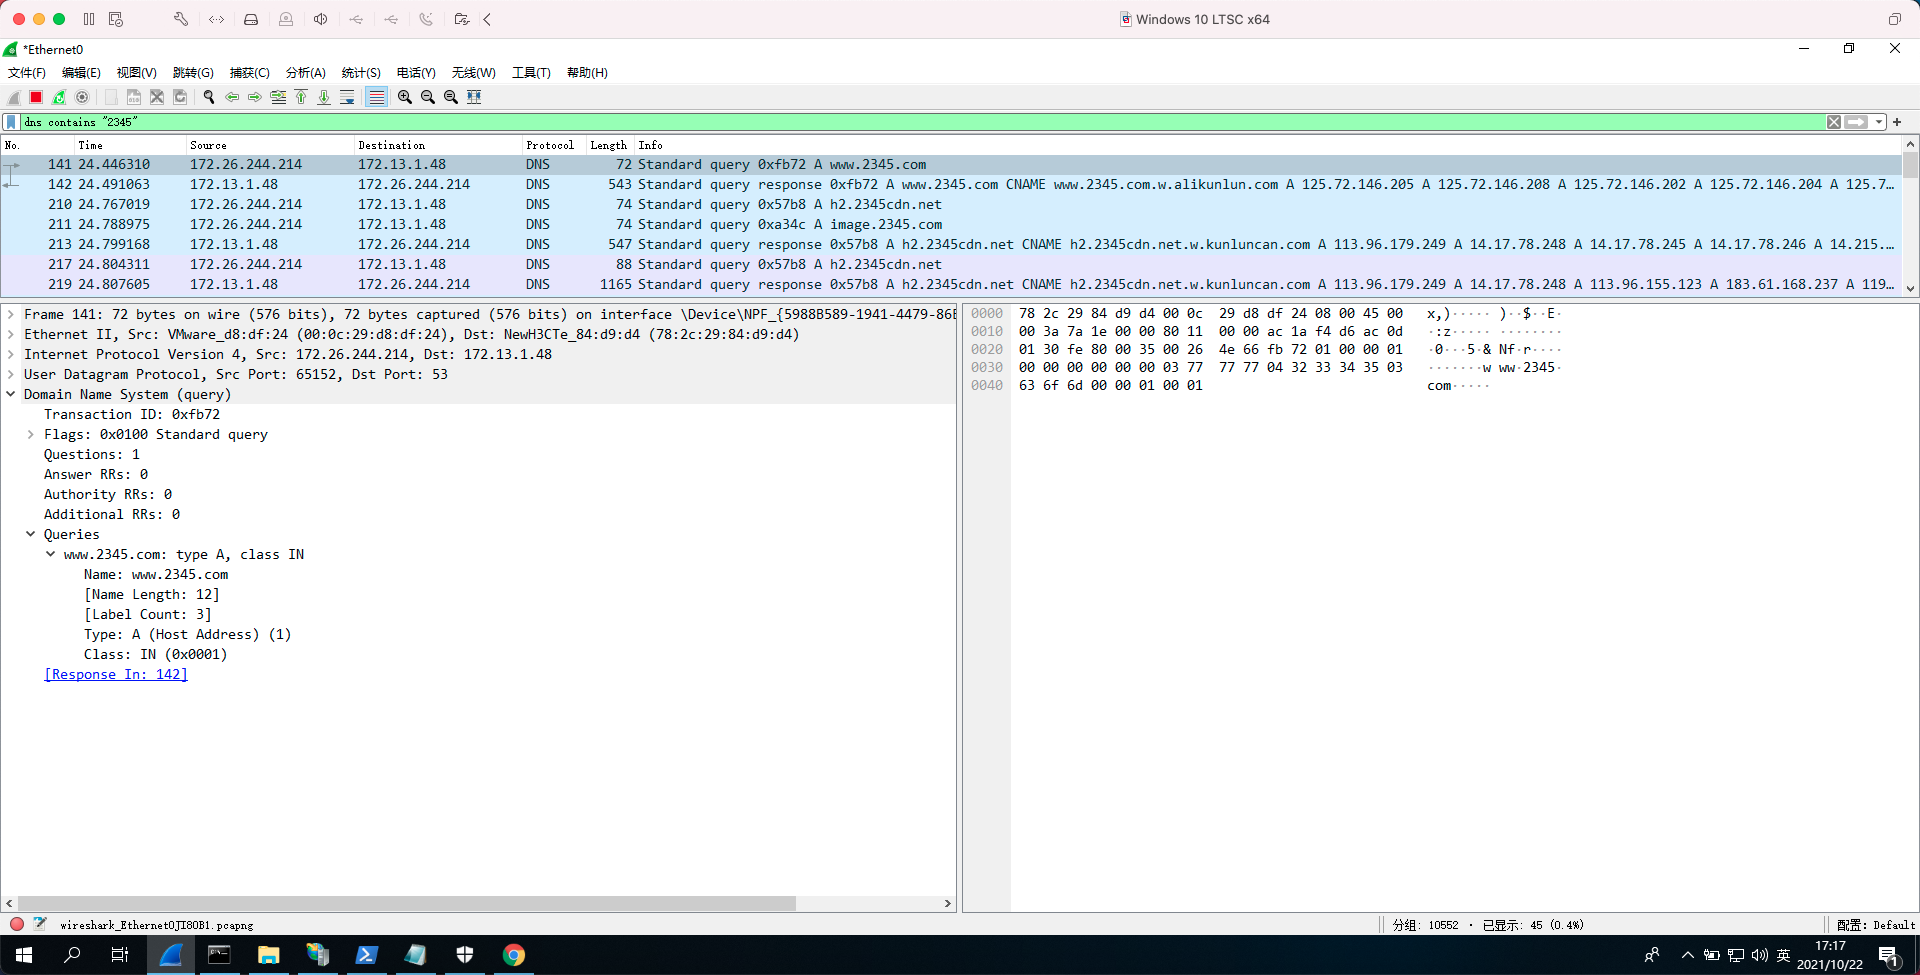 Windows 10 LTSC x64
*Ethernet0
文件(F) 编辑(E) 视图(V) 跳转(G) 捕获(C) 分析(A) 统计(S) 电话(Y) 无线(W) 工具(T) 帮助(H)
dns contains "2345"
No. Time Source Destination Protocol Length Info
141 24.446310 172.26.244.214 172.13.1.48 DNS 72 Standard query 0xfb72 A www.2345.com
142 24.491063 172.13.1.48 172.26.244.214 DNS 543 Standard query response 0xfb72 A www.2345.com CNAME www.2345.com.w.alikunlun.com A 125.72.146.205 A 125.72.146.208 A 125.72.146.202 A 125.72.146.204 A 125.7…
210 24.767019 172.26.244.214 172.13.1.48 DNS 74 Standard query 0x57b8 A h2.2345cdn.net
211 24.788975 172.26.244.214 172.13.1.48 DNS 74 Standard query 0xa34c A image.2345.com
213 24.799168 172.13.1.48 172.26.244.214 DNS 547 Standard query response 0x57b8 A h2.2345cdn.net CNAME h2.2345cdn.net.w.kunluncan.com A 113.96.179.249 A 14.17.78.248 A 14.17.78.245 A 14.17.78.246 A 14.215.…
217 24.804311 172.26.244.214 172.13.1.48 DNS 88 Standard query 0x57b8 A h2.2345cdn.net
219 24.807605 172.13.1.48 172.26.244.214 DNS 1165 Standard query response 0x57b8 A h2.2345cdn.net CNAME h2.2345cdn.net.w.kunluncan.com A 113.96.179.249 A 14.17.78.248 A 113.96.155.123 A 183.61.168.237 A 119…
Frame 141: 72 bytes on wire (576 bits), 72 bytes captured (576 bits) on interface \Device\NPF_{5988B589-1941-4479-86E
Ethernet II, Src: VMware_d8:df:24 (00:0c:29:d8:df:24), Dst: NewH3CTe_84:d9:d4 (78:2c:29:84:d9:d4)
Internet Protocol Version 4, Src: 172.26.244.214, Dst: 172.13.1.48
User Datagram Protocol, Src Port: 65152, Dst Port: 53
Domain Name System (query)
Transaction ID: 0xfb72
Flags: 0x0100 Standard query
Questions: 1
Answer RRs: 0
Authority RRs: 0
Additional RRs: 0
Queries
www.2345.com: type A, class IN
Name: www.2345.com
[Name Length: 12]
[Label Count: 3]
Type: A (Host Address) (1)
Class: IN (0x0001)
[Response In: 142]
0000 78 2c 29 84 d9 d4 00 0c 29 d8 df 24 08 00 45 00 x,)····· )··$··E·
0010 00 3a 7a 1e 00 00 80 11 00 00 ac 1a f4 d6 ac 0d ·:z····· ········
0020 01 30 fe 80 00 35 00 26 4e 66 fb 72 01 00 00 01 ·0···5·& Nf·r····
0030 00 00 00 00 00 00 03 77 77 77 04 32 33 34 35 03 ·······w ww·2345·
0040 63 6f 6d 00 00 01 00 01 com·····
wireshark_Ethernet0JI80B1.pcapng
分组: 10552 · 已显示: 45 (0.4%)
配置: Default
英
17:17
2021/10/22
1